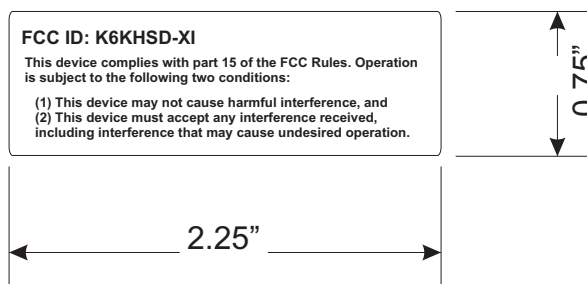 FCC ID: K6KHSD-XI
This device complies with part 15 of the FCC Rules. Operation
is subject to the following two conditions:
(1) This device may not cause harmful interference, and
(2) This device must accept any interference received,
including interference that may cause undesired operation.
0.75”
2.25”